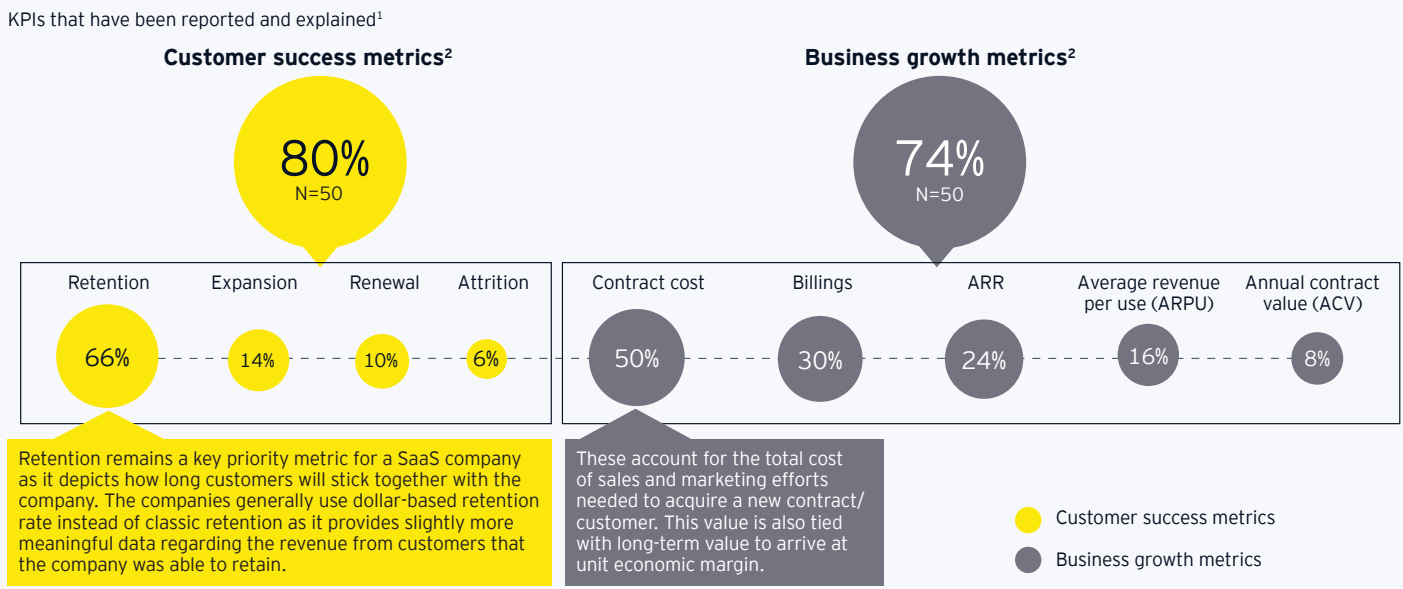 KPIs that have been reported and explained¹
Customer success metrics²
80%
N=50
Retention
Expansion
Renewal
Attrition
66%
14%
10%
6%
Retention remains a key priority metric for a SaaS company
as it depicts how long customers will stick together with the
company. The companies generally use dollar-based retention
rate instead of classic retention as it provides slightly more
meaningful data regarding the revenue from customers that
the company was able to retain.
Business growth metrics²
74%
N=50
Contract cost
Billings
ARR
Average revenue
per use (ARPU)
Annual contract
value (ACV)
50%
30%
24%
16%
8%
These account for the total cost
of sales and marketing efforts
needed to acquire a new contract/
customer. This value is also tied
with long-term value to arrive at
unit economic margin.
Customer success metrics
Business growth metrics